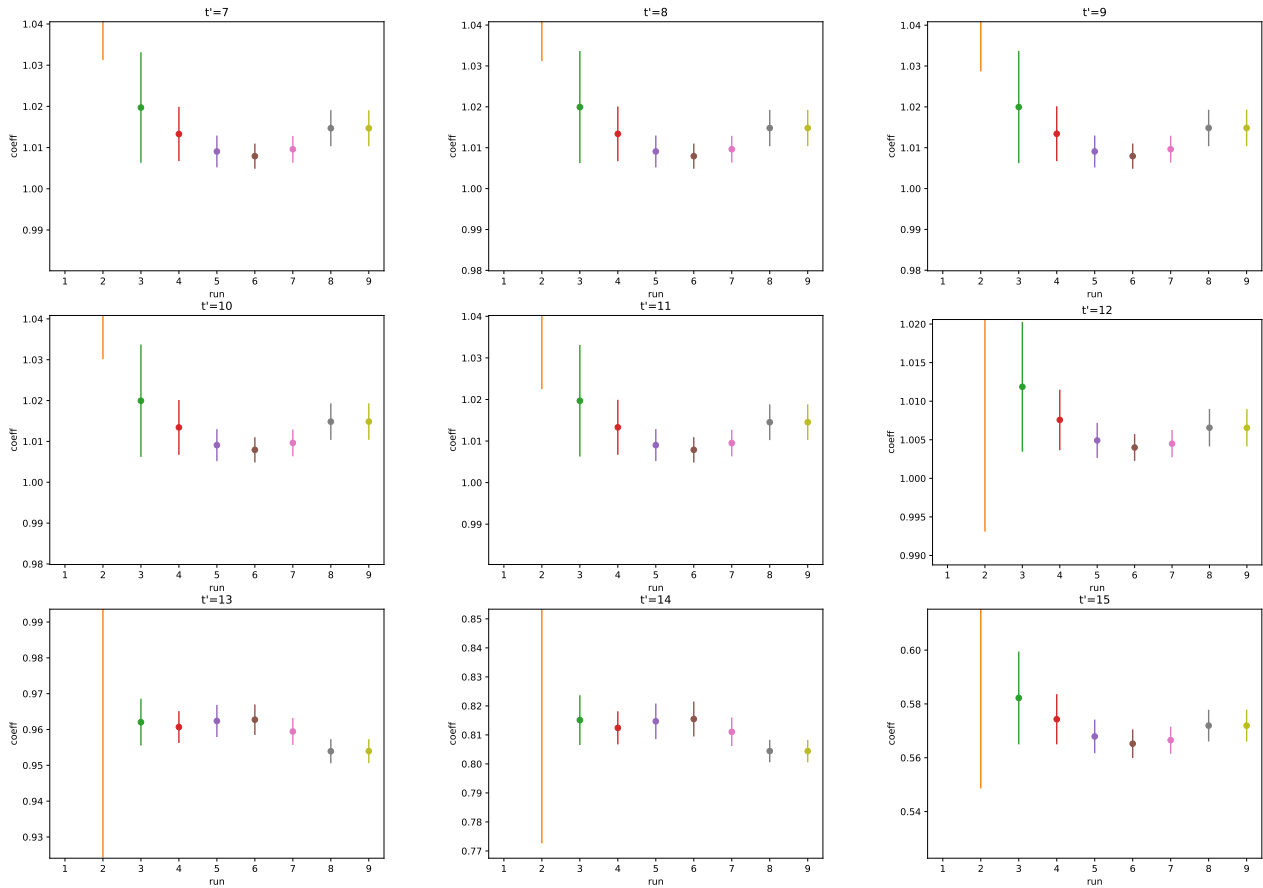 t'=7
1.04
1.03
1.02
1.01
1.00
0.99
coeff
1 2 3 4 5 6 7 8 9
run
t'=8
1.04
1.03
1.02
1.01
1.00
0.99
0.98
coeff
1 2 3 4 5 6 7 8 9
run
t'=9
1.04
1.03
1.02
1.01
1.00
0.99
0.98
coeff
1 2 3 4 5 6 7 8 9
run
t'=10
1.04
1.03
1.02
1.01
1.00
0.99
0.98
coeff
1 2 3 4 5 6 7 8 9
run
t'=11
1.04
1.03
1.02
1.01
1.00
0.99
coeff
1 2 3 4 5 6 7 8 9
run
t'=12
1.020
1.015
1.010
1.005
1.000
0.995
0.990
coeff
1 2 3 4 5 6 7 8 9
run
t'=13
0.99
0.98
0.97
0.96
0.95
0.94
0.93
coeff
1 2 3 4 5 6 7 8 9
run
t'=14
0.85
0.84
0.83
0.82
0.81
0.80
0.79
0.78
0.77
coeff
1 2 3 4 5 6 7 8 9
run
t'=15
0.60
0.58
0.56
0.54
coeff
1 2 3 4 5 6 7 8 9
run